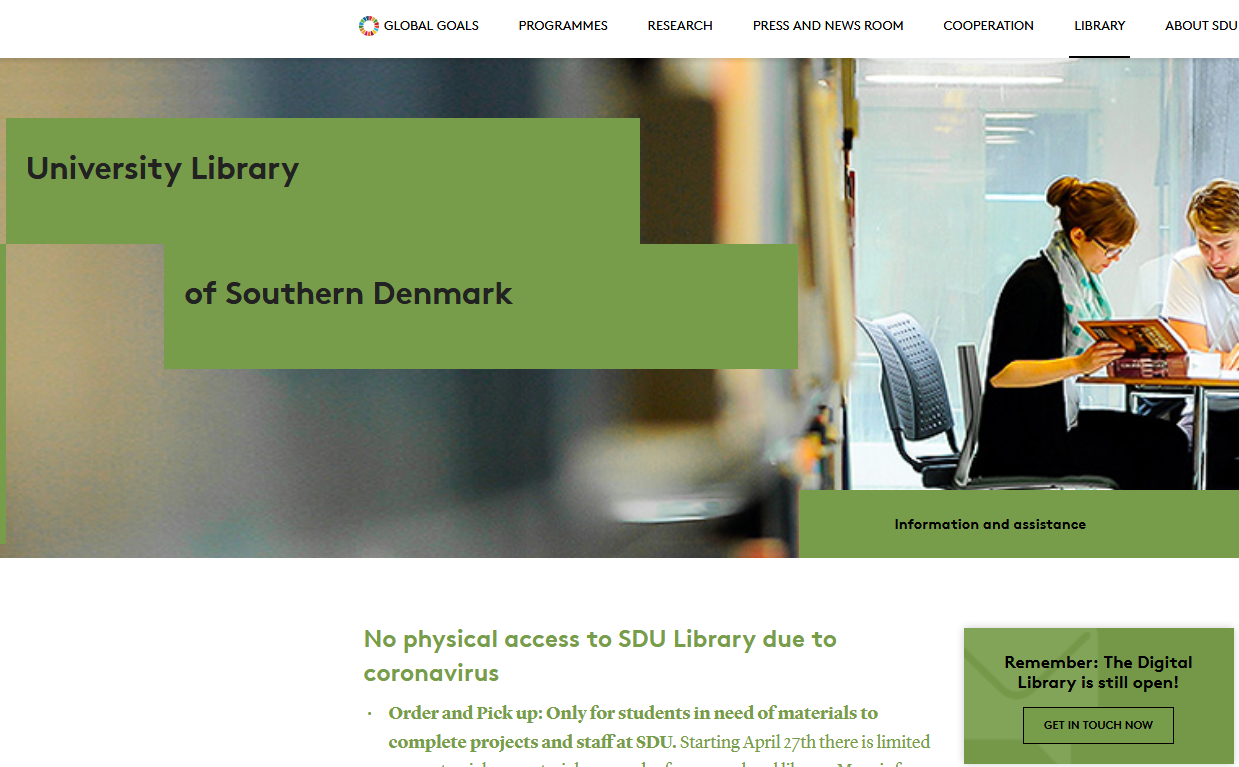 GLOBAL GOALS PROGRAMMES RESEARCH PRESS AND NEWS ROOM COOPERATION LIBRARY ABOUT SDU
University Library
of Southern Denmark
Information and assistance
No physical access to SDU Library due to
coronavirus
· Order and Pick up: Only for students in need of materials to
complete projects and staff at SDU. Starting April 27th there is limited
Remember: The Digital
Library is still open!
GET IN TOUCH NOW